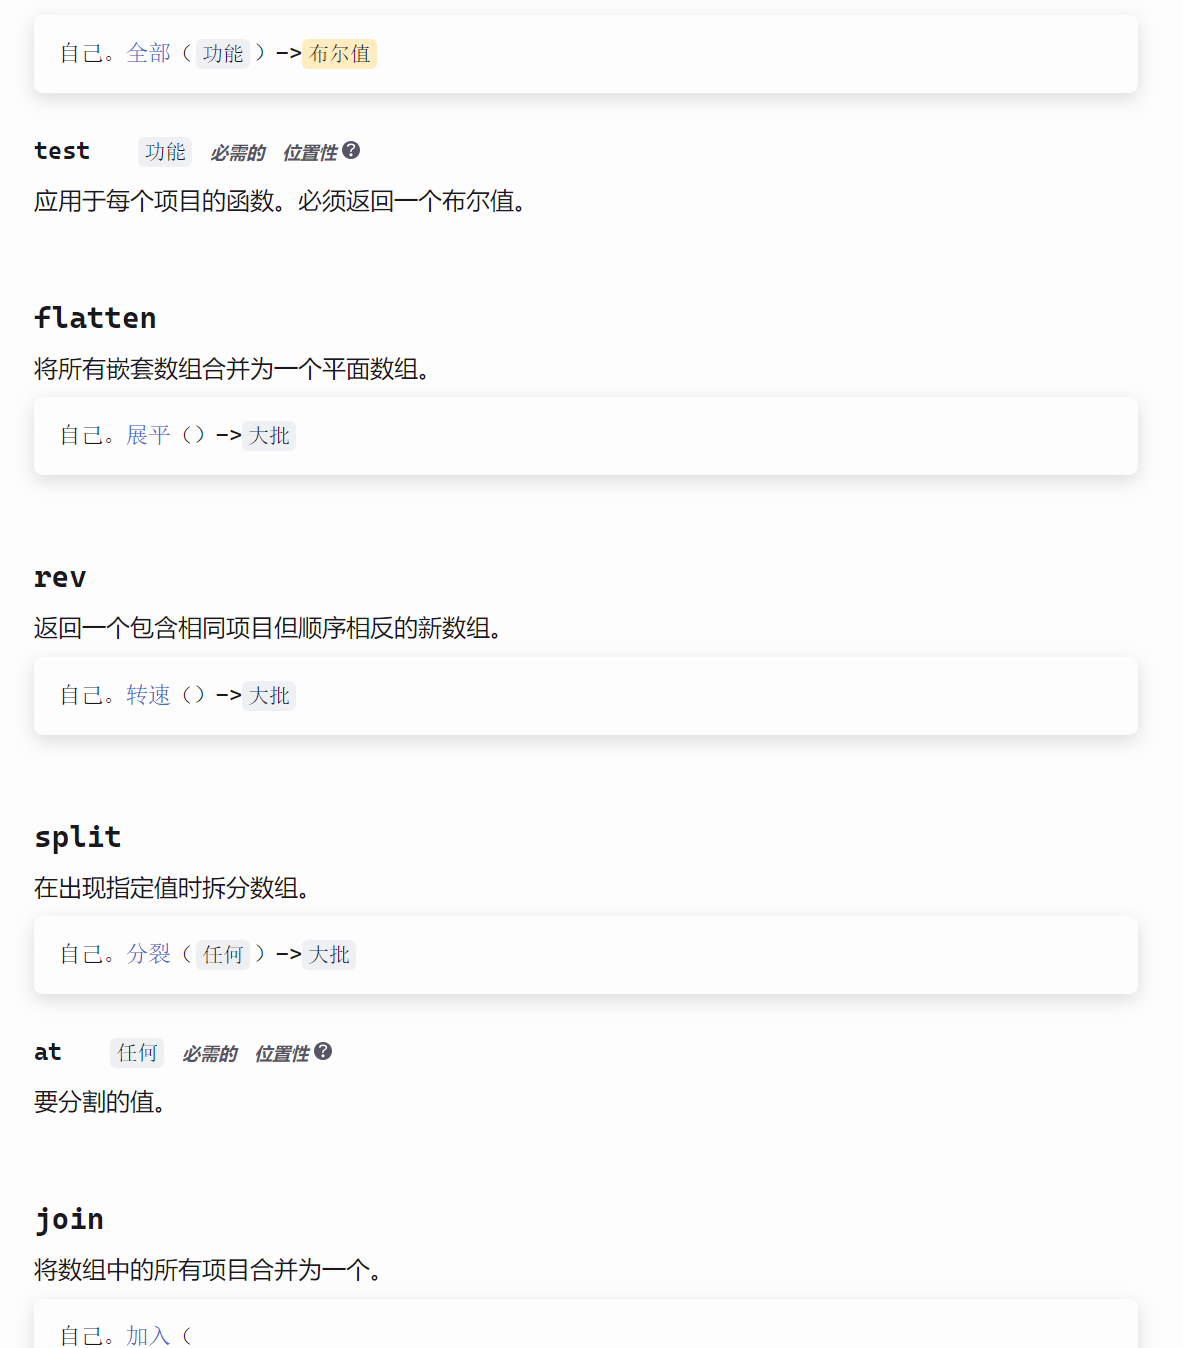 自己。全部（功能）->布尔值
test 功能 必需的 位置性?
应用于每个项目的函数。必须返回一个布尔值。
flatten
将所有嵌套数组合并为一个平面数组。
自己。展平（）->大批
rev
返回一个包含相同项目但顺序相反的新数组。
自己。转速（）->大批
split
在出现指定值时拆分数组。
自己。分裂（任何）->大批
at 任何 必需的 位置性?
要分割的值。
join
将数组中的所有项目合并为一个。
自己。加入（